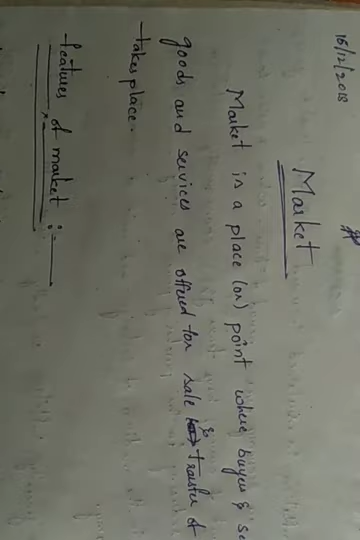 16/12/2018
Market
Market is a place (or) point where buyer &
goods and services are offered for sale & Transfer of
takes place.
features of market :-